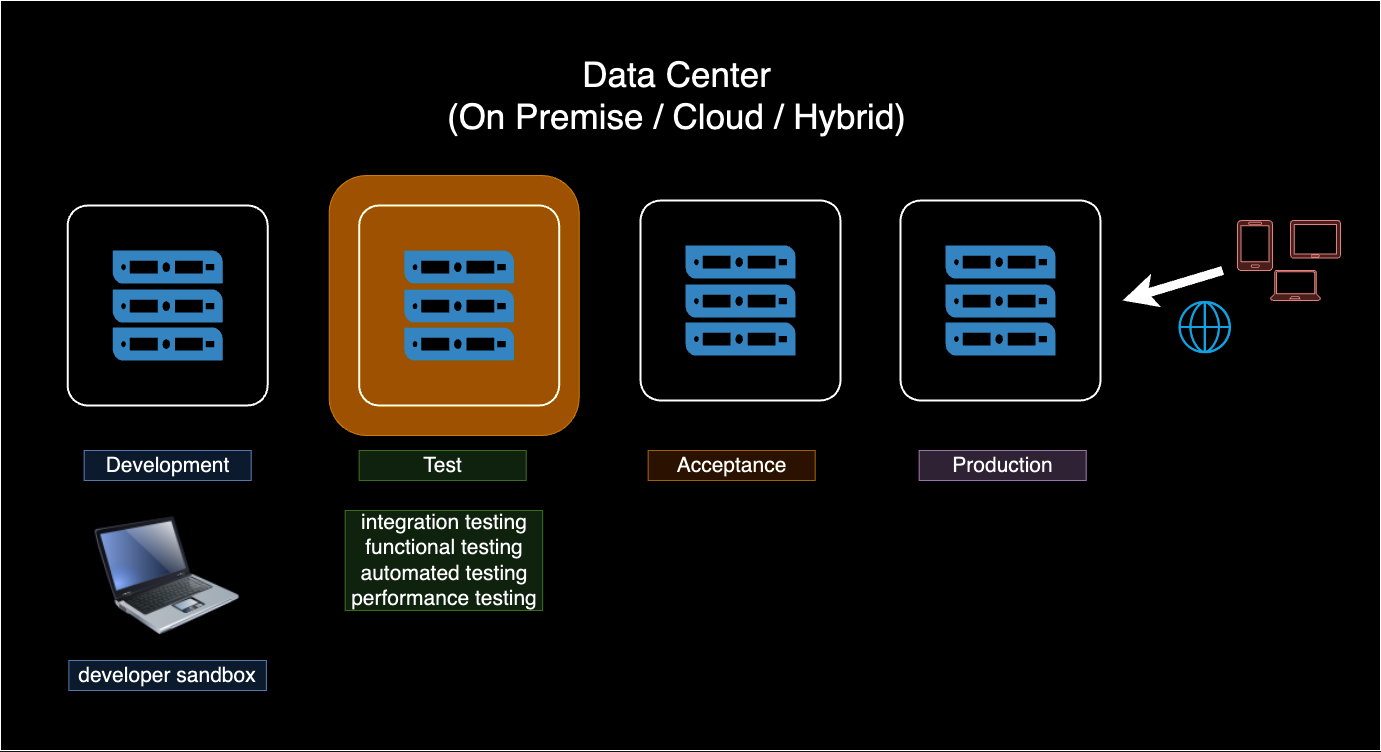 Data Center
(On Premise / Cloud / Hybrid)
Development
Test
Acceptance
Production
integration testing
functional testing
automated testing
performance testing
developer sandbox